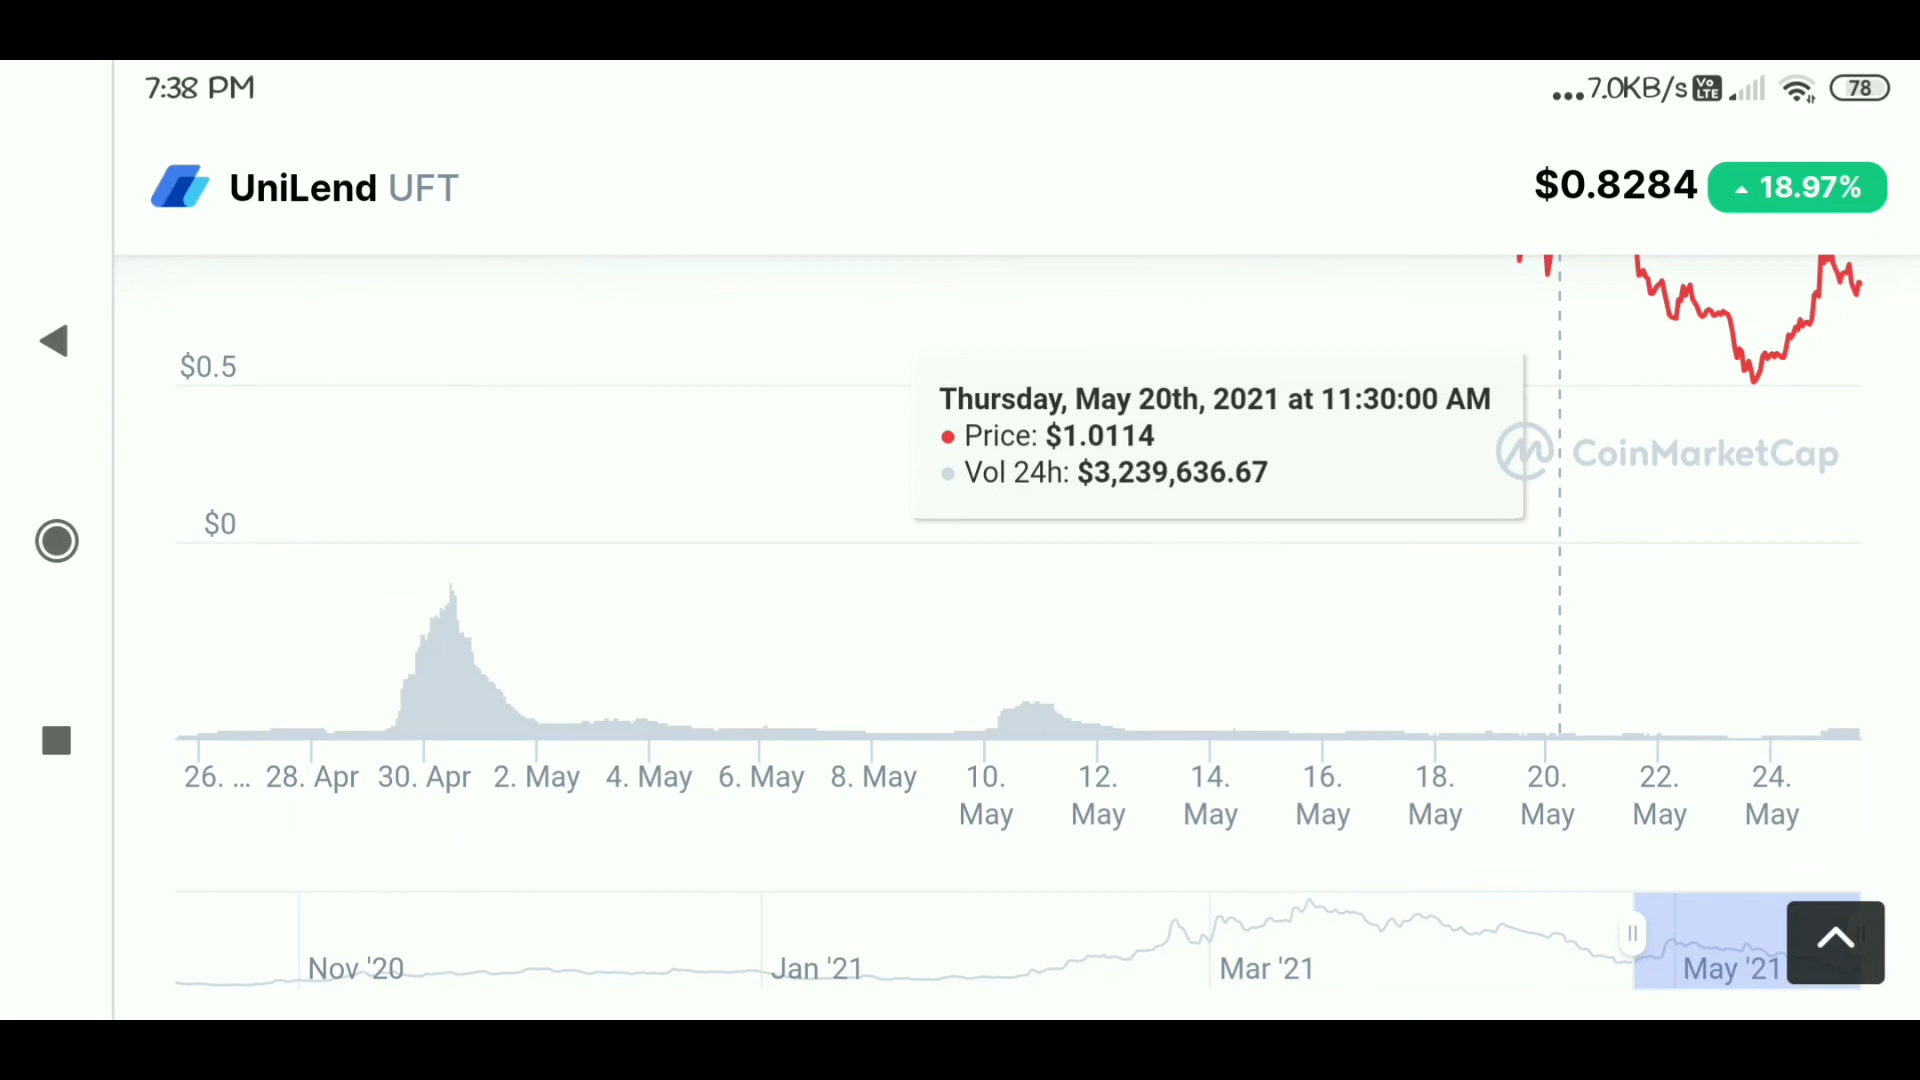 7:38 PM
...7.0KB/s Vo LTE 78
UniLend UFT
$0.8284 18.97%
$0.5
Thursday, May 20th, 2021 at 11:30:00 AM
Price: $1.0114
Vol 24h: $3,239,636.67
CoinMarketCap
$0
26. ... 28. Apr 30. Apr 2. May 4. May 6. May 8. May 10. May 12. May 14. May 16. May 18. May 20. May 22. May 24. May
Nov '20 Jan '21 Mar '21 May '21